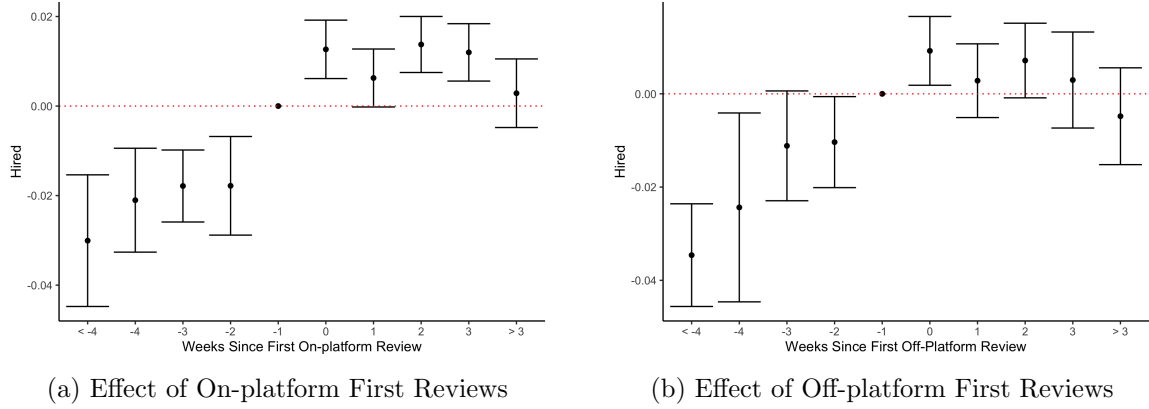 0.02
0.00
-0.02
-0.04
Hired
< -4 -4 -3 -2 -1 0 1 2 3 > 3
Weeks Since First On-platform Review
(a) Effect of On-platform First Reviews
0.00
-0.02
-0.04
Hired
< -4 -4 -3 -2 -1 0 1 2 3 > 3
Weeks Since First Off-Platform Review
(b) Effect of Off-platform First Reviews